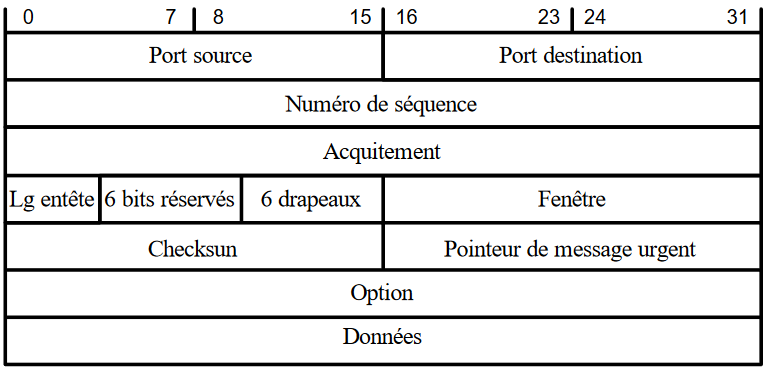 0 7 8 15 16 23 24 31
Port source Port destination
Numéro de séquence
Acquitement
Lg entête 6 bits réservés 6 drapeaux Fenêtre
Checksun Pointeur de message urgent
Option
Données